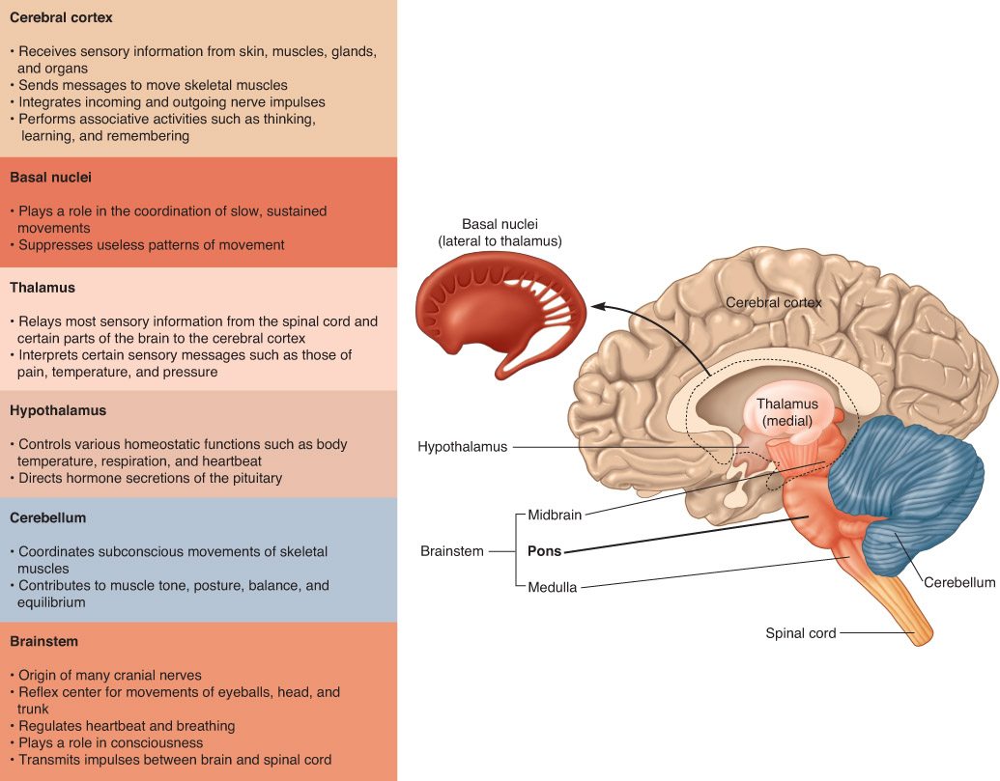 Cerebral cortex
• Receives sensory information from skin, muscles, glands,
and organs
• Sends messages to move skeletal muscles
• Integrates incoming and outgoing nerve impulses
• Performs associative activities such as thinking,
learning, and remembering
Basal nuclei
• Plays a role in the coordination of slow, sustained
movements
• Suppresses useless patterns of movement
Thalamus
• Relays most sensory information from the spinal cord and
certain parts of the brain to the cerebral cortex
• Interprets certain sensory messages such as those of
pain, temperature, and pressure
Hypothalamus
• Controls various homeostatic functions such as body
temperature, respiration, and heartbeat
• Directs hormone secretions of the pituitary
Cerebellum
• Coordinates subconscious movements of skeletal
muscles
• Contributes to muscle tone, posture, balance, and
equilibrium
Brainstem
• Origin of many cranial nerves
• Reflex center for movements of eyeballs, head, and
trunk
• Regulates heartbeat and breathing
• Plays a role in consciousness
• Transmits impulses between brain and spinal cord
Basal nuclei
(lateral to thalamus)
Cerebral cortex
Thalamus
(medial)
Hypothalamus
Midbrain
Brainstem
Pons
Medulla
Cerebellum
Spinal cord